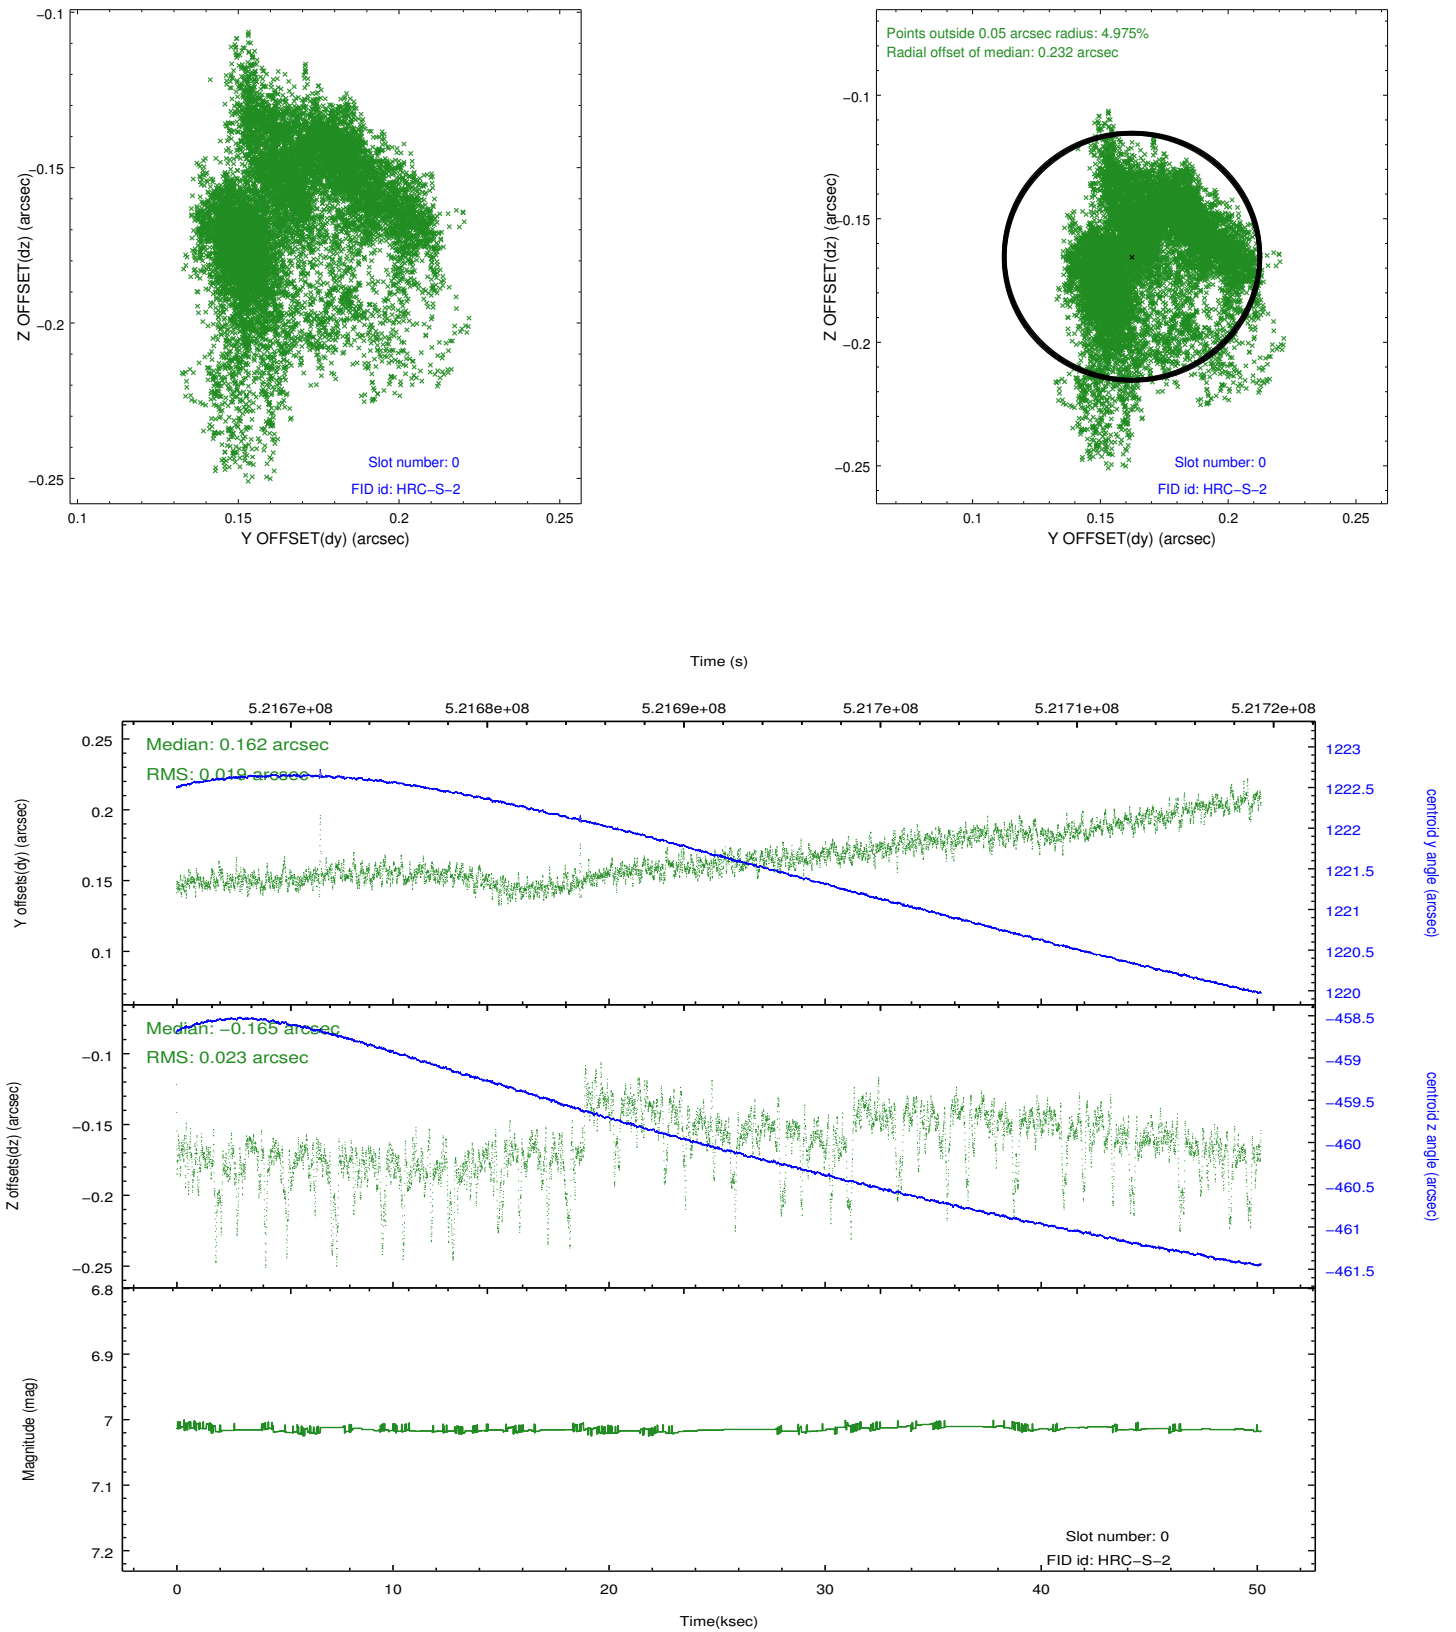 −0.1
−0.15
−0.2
−0.25
Z OFFSET(dz) (arcsec)
Slot number: 0
FID id: HRC−S−2
0.1 0.15 0.2 0.25
Y OFFSET(dy) (arcsec)
Points outside 0.05 arcsec radius: 4.975%
Radial offset of median: 0.232 arcsec
−0.1
−0.15
−0.2
−0.25
Z OFFSET(dz) (arcsec)
Slot number: 0
FID id: HRC−S−2
0.1 0.15 0.2 0.25
Y OFFSET(dy) (arcsec)
Time (s)
5.2167e+08 5.2168e+08 5.2169e+08 5.217e+08 5.2171e+08 5.2172e+08
Median: 0.162 arcsec
RMS: 0.019 arcsec
0.25
0.2
0.15
0.1
Y offsets(dy) (arcsec)
1223
1222.5
1222
1221.5
1221
1220.5
1220
centroid y angle (arcsec)
Median: −0.165 arcsec
RMS: 0.023 arcsec
−0.1
−0.15
−0.2
−0.25
Z offsets(dz) (arcsec)
−458.5
−459
−459.5
−460
−460.5
−461
−461.5
centroid z angle (arcsec)
6.8
6.9
7
7.1
7.2
Magnitude (mag)
Slot number: 0
FID id: HRC−S−2
0 10 20 30 40 50
Time(ksec)